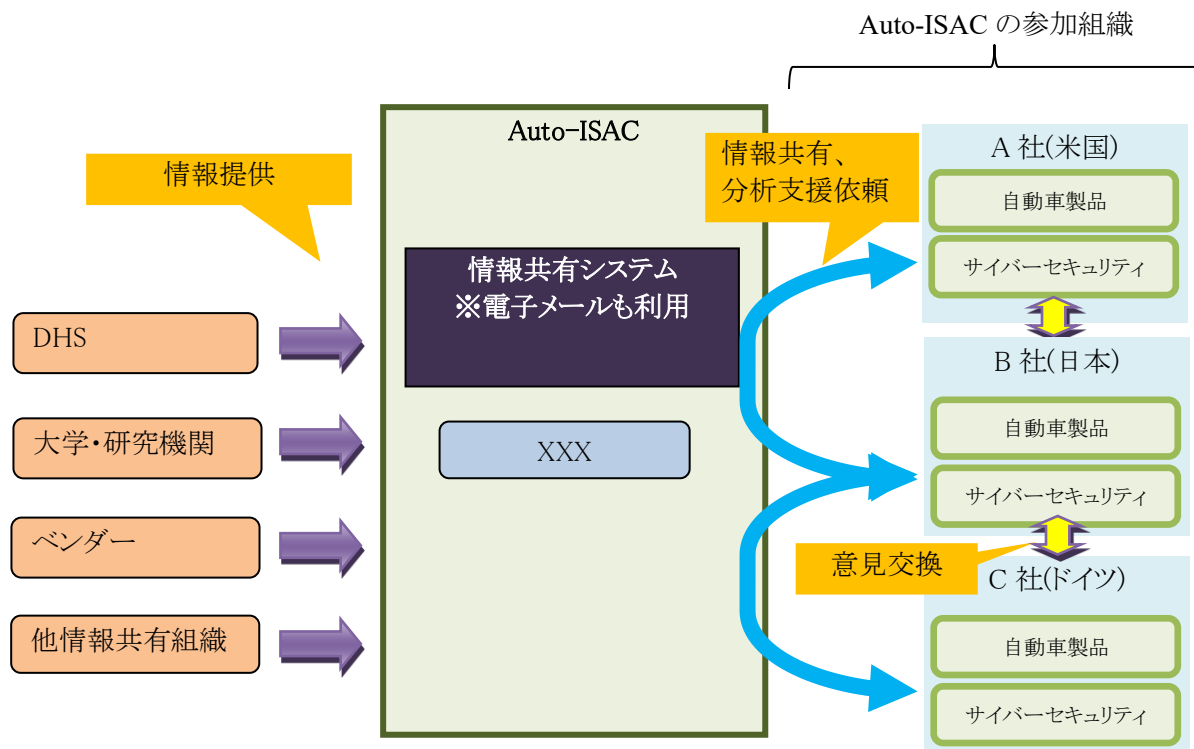 Auto-ISAC の参加組織
Auto-ISAC
情報提供
情報共有、
分析支援依頼
情報共有システム
※電子メールも利用
XXX
DHS
大学・研究機関
ベンダー
他情報共有組織
A 社(米国)
自動車製品
サイバーセキュリティ
B 社(日本)
自動車製品
サイバーセキュリティ
意見交換
C 社(ドイツ)
自動車製品
サイバーセキュリティ